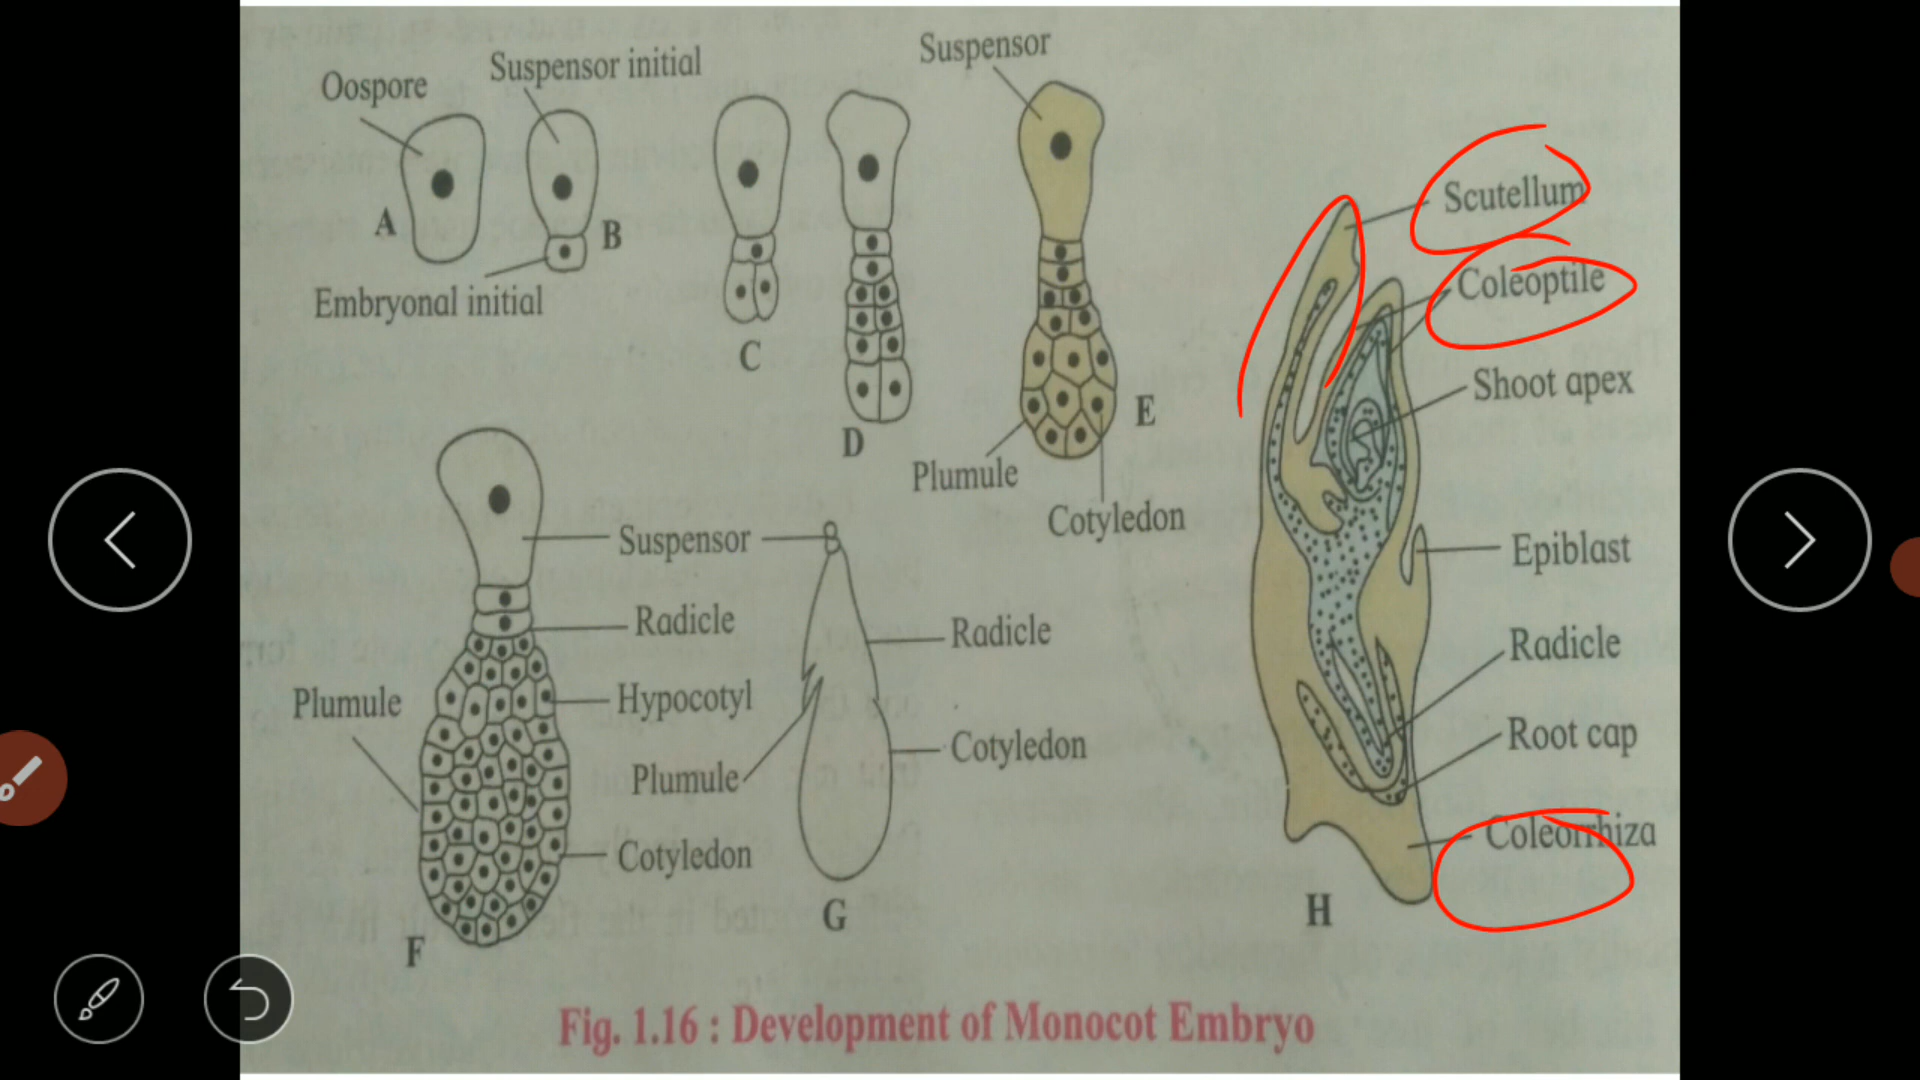 Oospore
Suspensor initial
Suspensor
A
B
Embryonal initial
C
D
E
Plumule
Cotyledon
Scutellum
Coleoptile
Shoot apex
Epiblast
Radicle
Root cap
Coleorrhiza
H
Suspensor
Radicle
Plumule
Hypocotyl
Cotyledon
F
Radicle
Plumule
Cotyledon
G
Fig. 1.16 : Development of Monocot Embryo